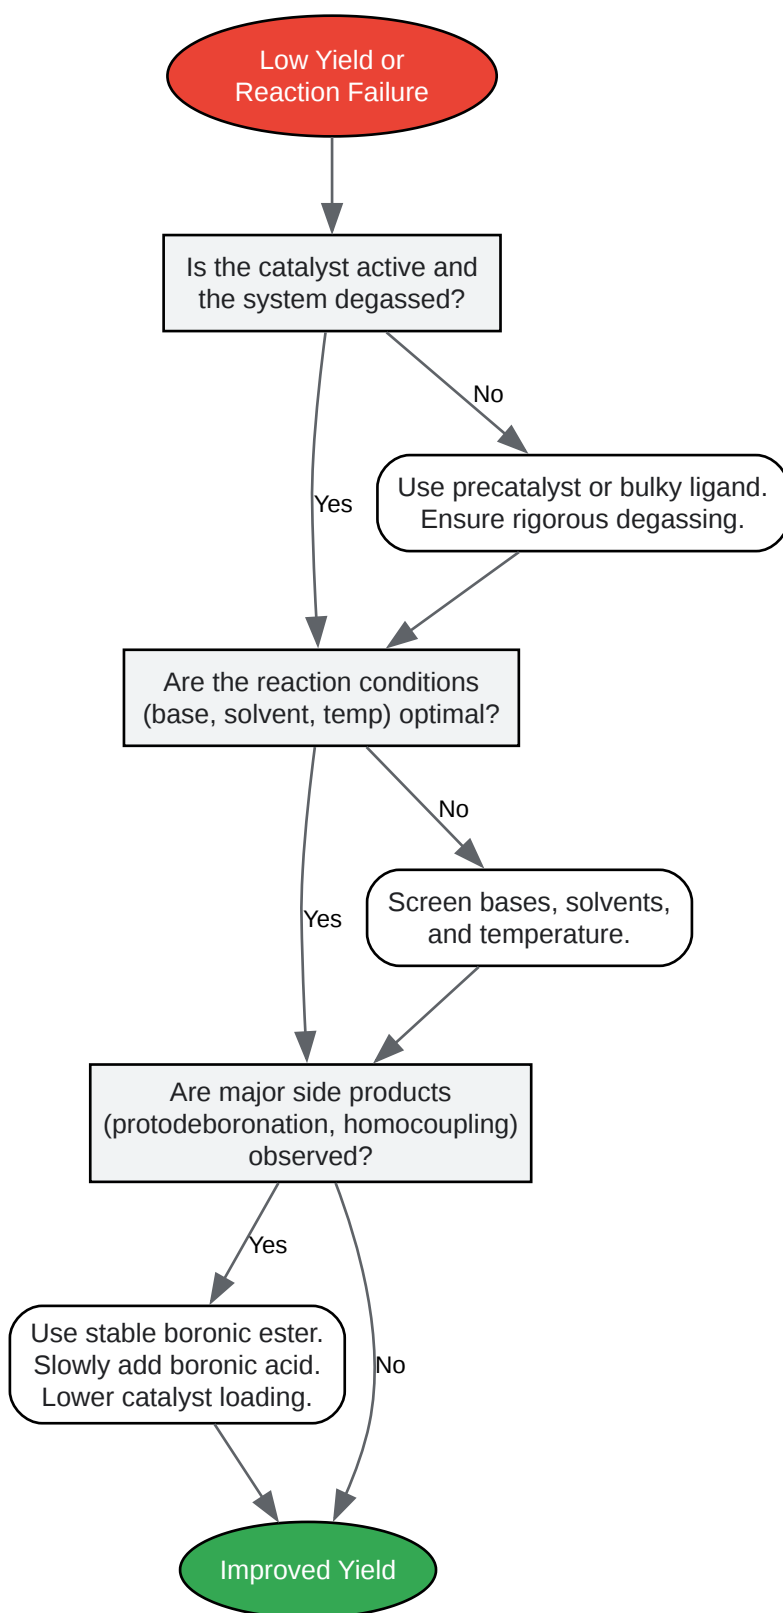 Low Yield or
Reaction Failure
Is the catalyst active and
the system degassed?
No
Use precatalyst or bulky ligand.
Ensure rigorous degassing.
Yes
Are the reaction conditions
(base, solvent, temp) optimal?
No
Screen bases, solvents,
and temperature.
Yes
Are major side products
(protodeboronation, homocoupling)
observed?
Yes
Use stable boronic ester.
Slowly add boronic acid.
Lower catalyst loading.
No
Improved Yield